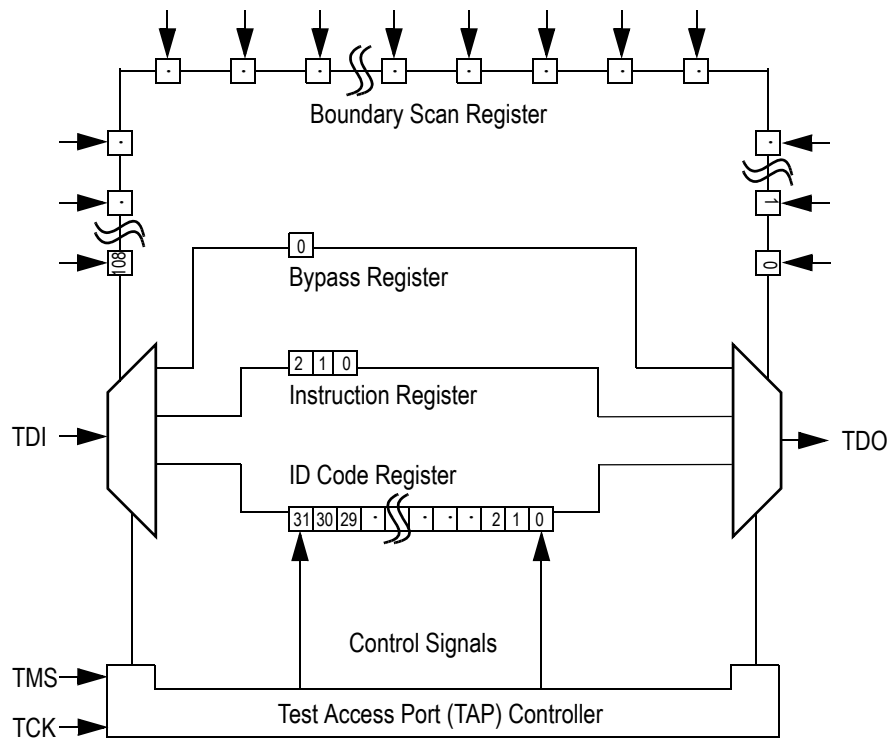 · · · · · · · ·
Boundary Scan Register
· ·
· 1
108 0
0
Bypass Register
2 1 0
Instruction Register
TDI
TDO
ID Code Register
31 30 29 · · · · 2 1 0
Control Signals
TMS
Test Access Port (TAP) Controller
TCK